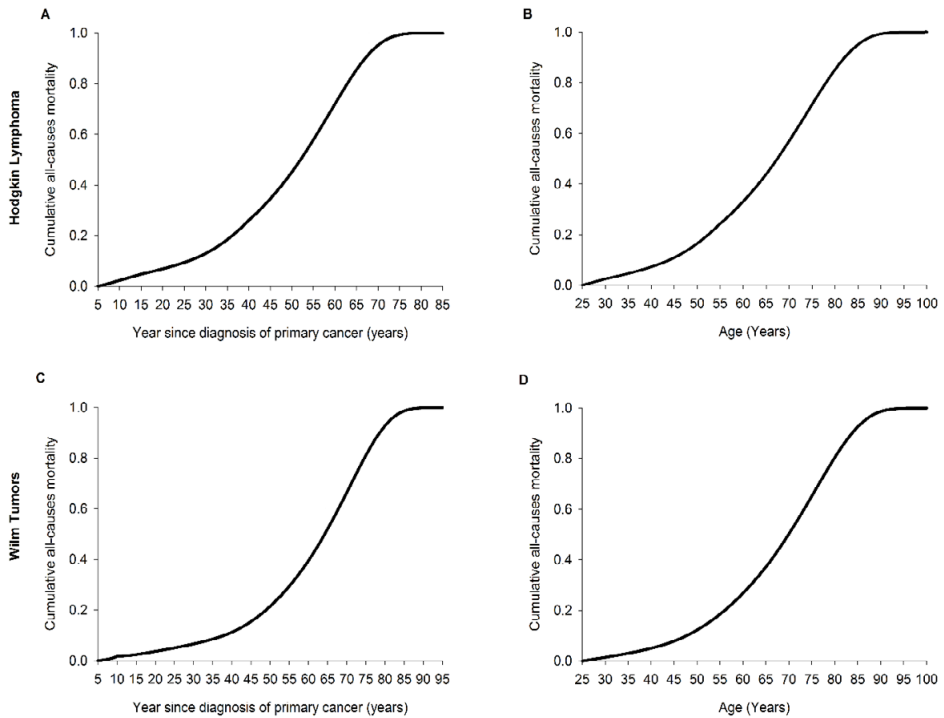 A
B
Hodgkin Lymphoma
Cumulative all-causes mortality
1.0
0.8
0.6
0.4
0.2
0.0
5 10 15 20 25 30 35 40 45 50 55 60 65 70 75 80 85
Year since diagnosis of primary cancer (years)
Cumulative all-causes mortality
1.0
0.8
0.6
0.4
0.2
0.0
25 30 35 40 45 50 55 60 65 70 75 80 85 90 95 100
Age (Years)
C
D
Wilm Tumors
Cumulative all-causes mortality
1.0
0.8
0.6
0.4
0.2
0.0
5 10 15 20 25 30 35 40 45 50 55 60 65 70 75 80 85 90 95
Year since diagnosis of primary cancer (years)
Cumulative all-causes mortality
1.0
0.8
0.6
0.4
0.2
0.0
25 30 35 40 45 50 55 60 65 70 75 80 85 90 95 100
Age (Years)